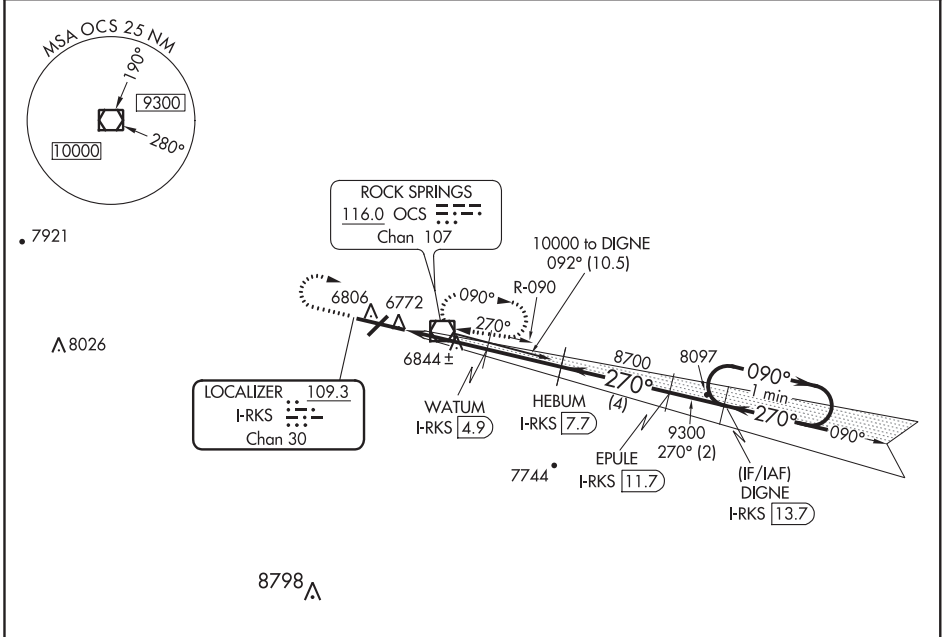 MSA OCS 25 NM
190°
9300
280°
10000
7921
8026
ROCK SPRINGS
116.0 OCS
Chan 107
10000 to DIGNE
092° (10.5)
R-090
090°
270°
6806
6772
6844 ±
LOCALIZER 109.3
I-RKS
Chan 30
WATUM
I-RKS 4.9
HEBUM
I-RKS 7.7
8700
270°
(4)
8097
090°
1 min
270°
090°
9300
270° (2)
EPULE
I-RKS 11.7
(IF/IAF)
DIGNE
I-RKS 13.7
7744
8798